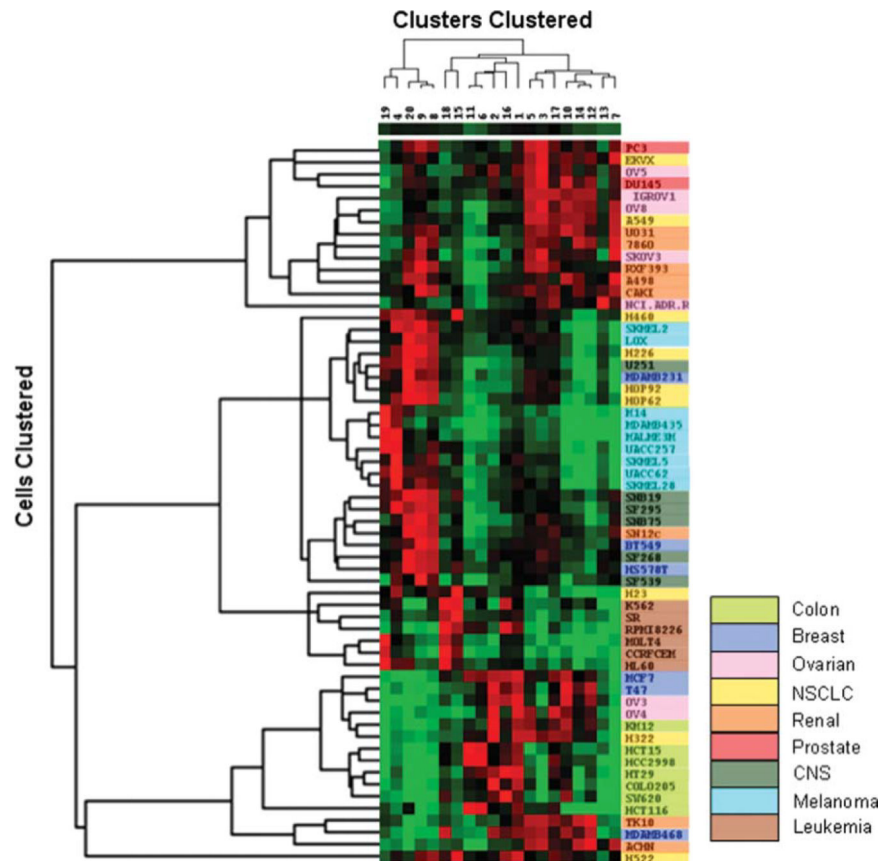 Clusters Clustered
19 4 20 9 8 18 15 11 6 2 16 1 5 3 17 10 14 12 13 7
Cells Clustered
PC3
EKVX
OV5
DU145
IGROV1
OV8
A549
UO31
786O
SKOV3
RXF393
A498
CAKI
NCI.ADR.R
H460
SKMEL2
LOX
H226
U251
MDAMB231
HOP92
HOP62
M14
MDAMB435
MALME3M
UACC257
SKMEL5
UACC62
SKMEL28
SNB19
SF295
SNB75
SN12c
BT549
SF268
HS578T
SF539
H23
K562
SR
RPMI8226
MOLT4
CCRFCEM
HL60
MCF7
T47
OV3
OV4
KM12
H322
HCT15
HCC2998
HT29
COLO205
SW620
HCT116
TK10
MDAMB468
ACHN
H522
Colon
Breast
Ovarian
NSCLC
Renal
Prostate
CNS
Melanoma
Leukemia